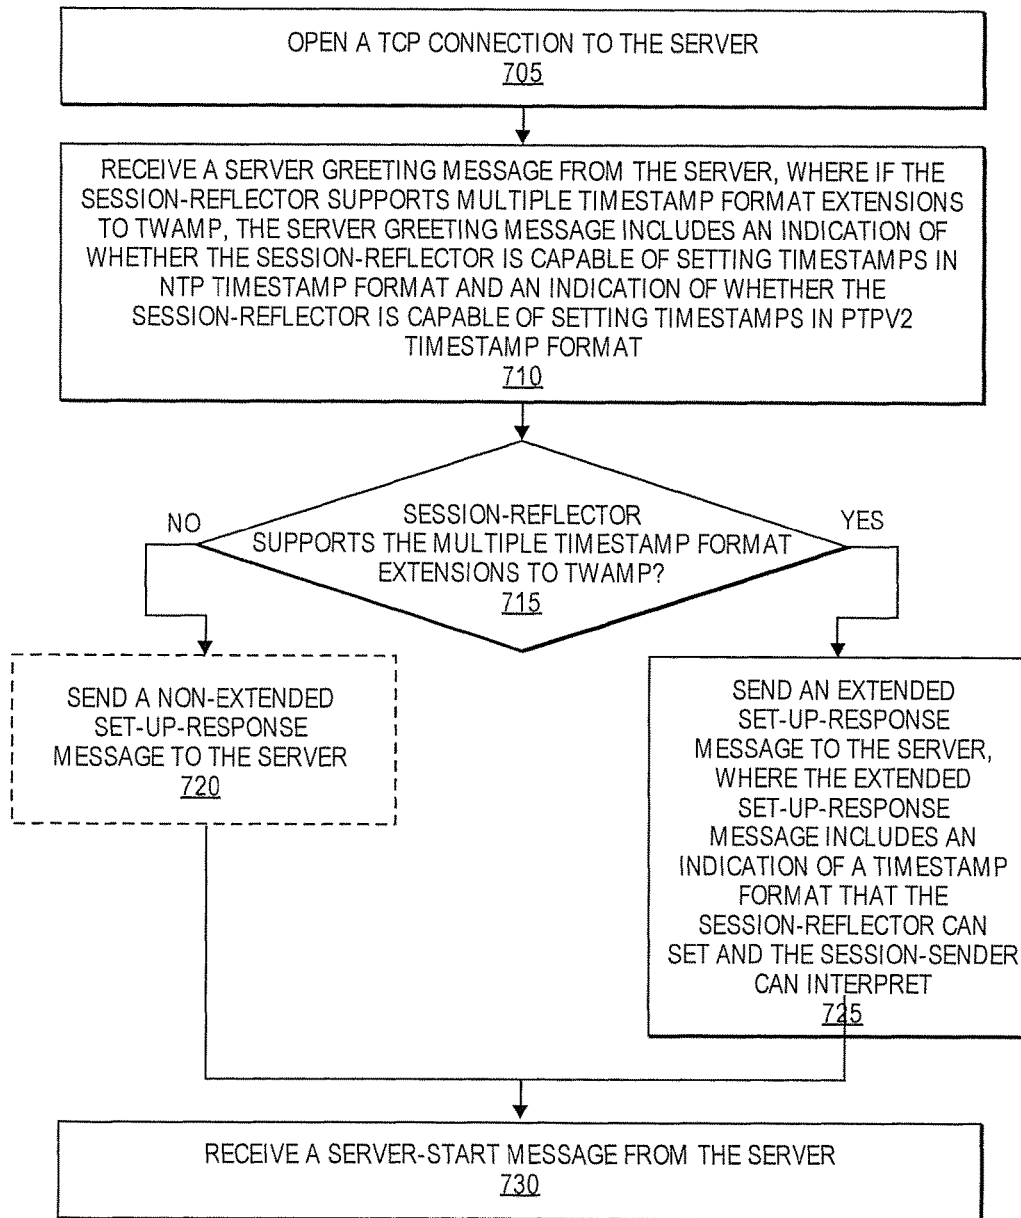 OPEN A TCP CONNECTION TO THE SERVER
705
RECEIVE A SERVER GREETING MESSAGE FROM THE SERVER, WHERE IF THE
SESSION-REFLECTOR SUPPORTS MULTIPLE TIMESTAMP FORMAT EXTENSIONS
TO TWAMP, THE SERVER GREETING MESSAGE INCLUDES AN INDICATION OF
WHETHER THE SESSION-REFLECTOR IS CAPABLE OF SETTING TIMESTAMPS IN
NTP TIMESTAMP FORMAT AND AN INDICATION OF WHETHER THE
SESSION-REFLECTOR IS CAPABLE OF SETTING TIMESTAMPS IN PTPV2
TIMESTAMP FORMAT
710
SESSION-REFLECTOR
SUPPORTS THE MULTIPLE TIMESTAMP FORMAT
EXTENSIONS TO TWAMP?
715
NO
YES
SEND A NON-EXTENDED
SET-UP-RESPONSE
MESSAGE TO THE SERVER
720
SEND AN EXTENDED
SET-UP-RESPONSE
MESSAGE TO THE SERVER,
WHERE THE EXTENDED
SET-UP-RESPONSE
MESSAGE INCLUDES AN
INDICATION OF A TIMESTAMP
FORMAT THAT THE
SESSION-REFLECTOR CAN
SET AND THE SESSION-SENDER
CAN INTERPRET
725
RECEIVE A SERVER-START MESSAGE FROM THE SERVER
730